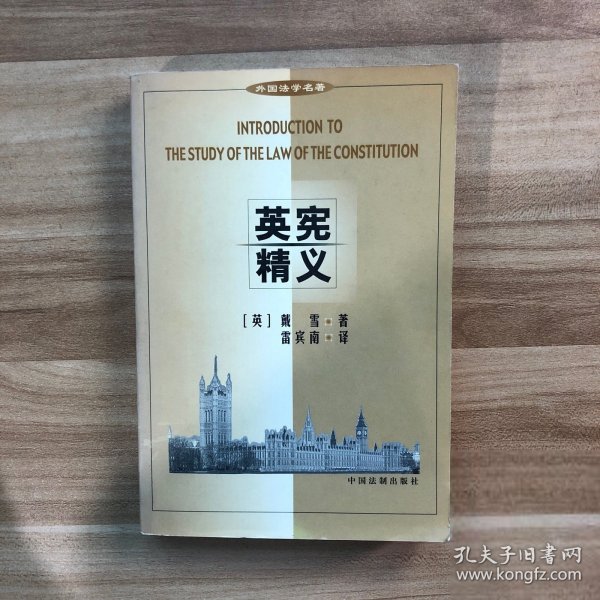 外国法学名著
INTRODUCTION TO
THE STUDY OF THE LAW OF THE CONSTITUTION
英宪
精义
[英] 戴 雪·著
雷宾南·译
中国法制出版社
孔夫子旧书网
www.kongfz.com